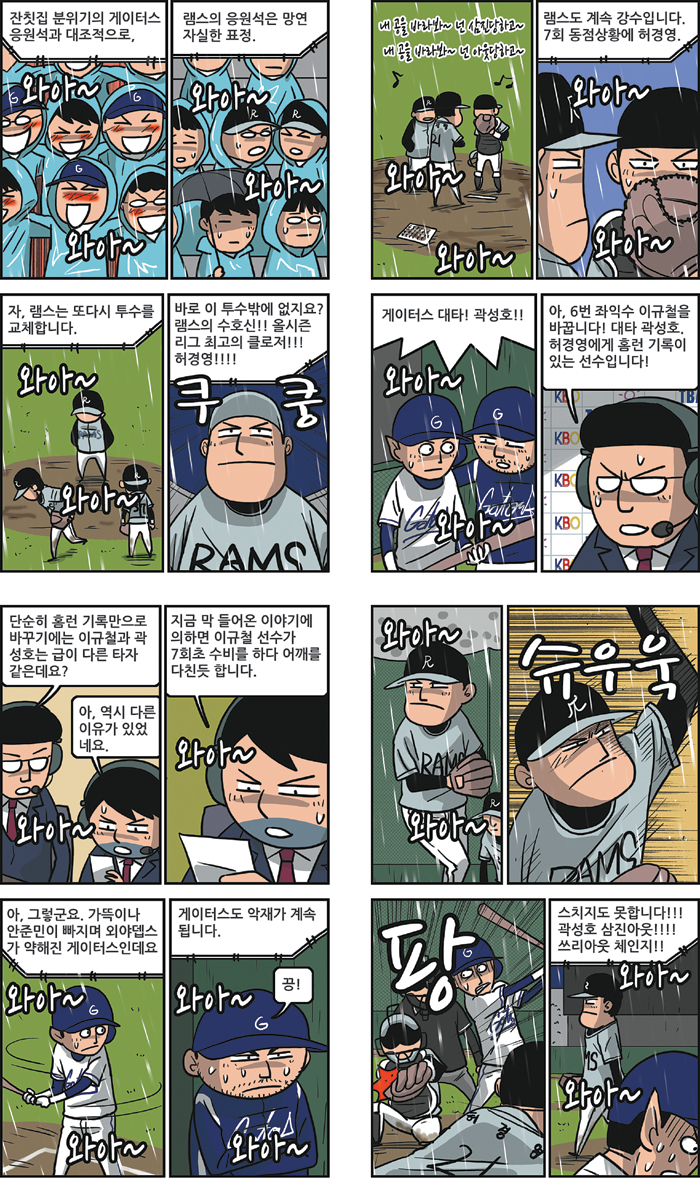 잔칫집 분위기의 게이터스
응원석과 대조적으로,
와아~
G
G
G
와아~
램스의 응원석은 망연
자실한 표정.
와아~
R
R
와아~
자, 램스는 또다시 투수를
교체합니다.
와아~
RAMS
와아~
바로 이 투수밖에 없지요?
램스의 수호신!! 올시즌
리그 최고의 클로저!!!
허경영!!!!
쿠 쿵
RAMS
단순히 홈런 기록만으로
바꾸기에는 이규철과 곽
성호는 급이 다른 타자
같은데요?
아, 역시 다른
이유가 있었
네요.
와아~
지금 막 들어온 이야기에
의하면 이규철 선수가
7회초 수비를 하다 어깨를
다친듯 합니다.
와아~
아, 그렇군요. 가뜩이나
안준민이 빠지며 외야뎁스
가 약해진 게이터스인데요
와아~
G
와아~
게이터스도 악재가 계속
됩니다.
끙!
와아~
G
와아~
내 공을 바라봐~ 넌 삼진당하고~
내 공을 바라봐~ 넌 아웃당하고~
R
와아~
와아~
램스도 계속 강수입니다.
7회 동점상황에 허경영.
와아~
와아~
게이터스 대타! 곽성호!!
와아~
G
G
Gators
와아~
아, 6번 좌익수 이규철을
바꿉니다! 대타 곽성호.
허경영에게 홈런 기록이
있는 선수입니다!
KBO
KBO
KBO
KBO
와아~
R
RAMS
와아~
R
슈우욱
R
RAMS
팡
G
스치지도 못합니다!!!
곽성호 삼진아웃!!!!
쓰리아웃 체인지!!
와아~
와아~